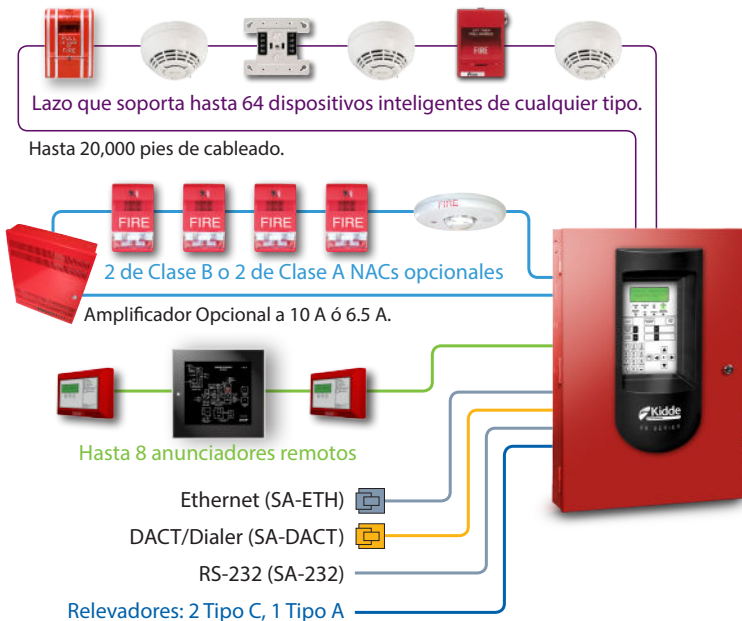 PULL
FIRE
FIRE
Lazo que soporta hasta 64 dispositivos inteligentes de cualquier tipo.
Hasta 20,000 pies de cableado.
FIRE
FIRE
FIRE
FIRE
FIRE
2 de Clase B o 2 de Clase A NACs opcionales
Amplificador Opcional a 10 A ó 6.5 A.
Kidde
FX SERIES
Hasta 8 anunciadores remotos
Ethernet (SA-ETH)
DACT/Dialer (SA-DACT)
RS-232 (SA-232)
Relevadores: 2 Tipo C, 1 Tipo A